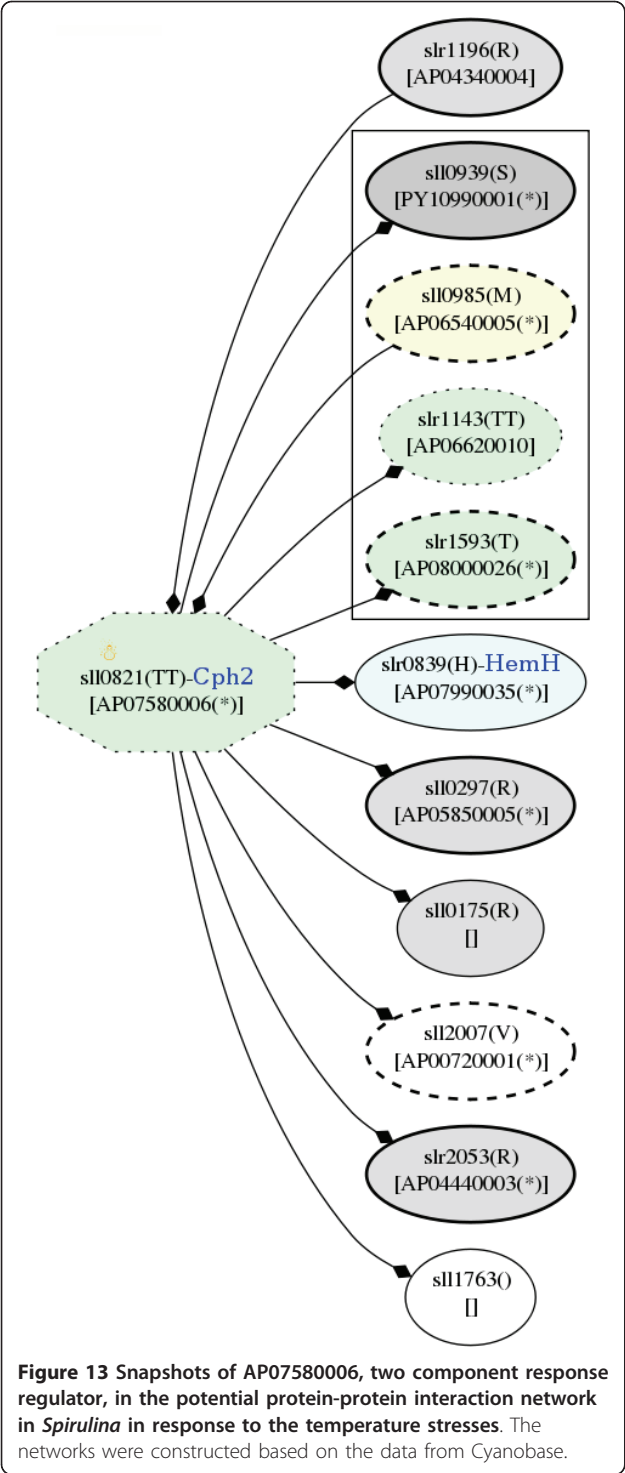 slr1196(R)
[AP04340004]
sll0939(S)
[PY10990001(*)]
sll0985(M)
[AP06540005(*)]
slr1143(TT)
[AP06620010]
slr1593(T)
[AP08000026(*)]
sll0821(TT)-Cph2
[AP07580006(*)]
slr0839(H)-HemH
[AP07990035(*)]
sll0297(R)
[AP05850005(*)]
sll0175(R)
[]
sll2007(V)
[AP00720001(*)]
slr2053(R)
[AP04440003(*)]
sll1763()
[]
Figure 13 Snapshots of AP07580006, two component response
regulator, in the potential protein-protein interaction network
in Spirulina in response to the temperature stresses. The
networks were constructed based on the data from Cyanobase.